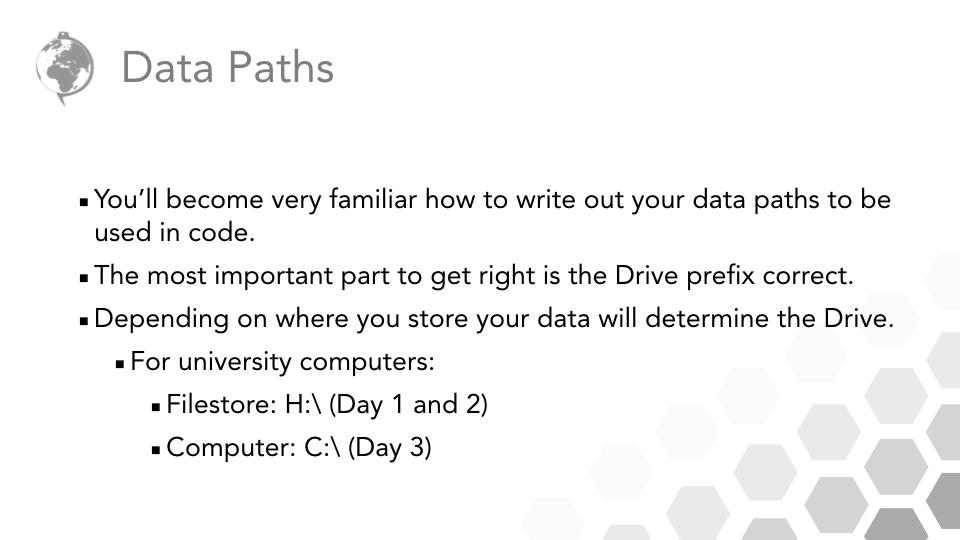 Data Paths
▪ You’ll become very familiar how to write out your data paths to be
used in code.
▪ The most important part to get right is the Drive prefix correct.
▪ Depending on where you store your data will determine the Drive.
▪ For university computers:
▪ Filestore: H:\ (Day 1 and 2)
▪ Computer: C:\ (Day 3)